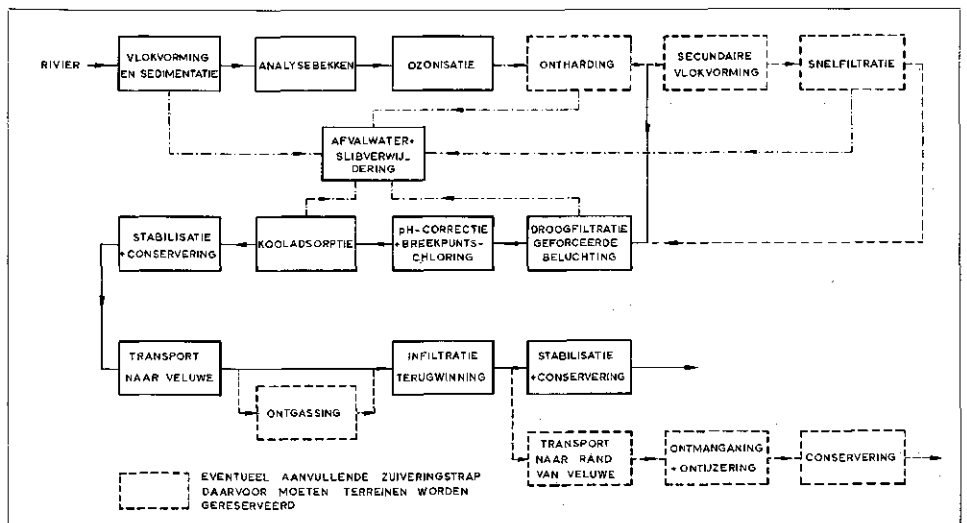 RIVIER
VLOKVORMING
EN SEDIMENTATIE
ANALYSEBEKKEN
OZONISATIE
ONTHARDING
SECUNDAIRE
VLOKVORMING
SNELFILTRATIE
AFVALWATER+
SLIBVERWIJ_
DERING
STABILISATIE
+CONSERVERING
KOOLADSORPTIE
pH-CORRECTIE
+BREEKPUNTS-
CHLORING
DROOGFILTRATIE
GEFORCEERDE
BELUCHTING
TRANSPORT
NAAR VELUWE
ONTGASSING
INFILTRATIE
TERUGWINNING
STABILISATIE
+CONSERVERING
TRANSPORT
NAAR RAND
VAN VELUWE
ONTMANGANING
+ONTIJZERING
CONSERVERING
EVENTUEEL AANVULLENDE ZUIVERINGSTRAP
DAARVOOR MOETEN TERREINEN WORDEN
GERESERVEERD